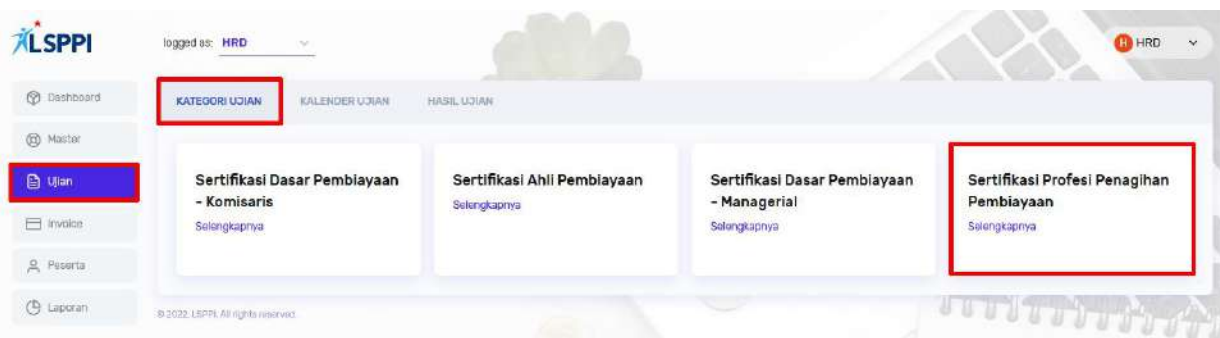 LSPPI
logged as: HRD
H HRD
Dashboard
Master
Ujian
Invoice
Peserta
Laporan
KATEGORI UJIAN KALENDER UJIAN HASIL UJIAN
Sertifikasi Dasar Pembiayaan
- Komisaris
Selengkapnya
Sertifikasi Ahli Pembiayaan
Selengkapnya
Sertifikasi Dasar Pembiayaan
- Managerial
Selengkapnya
Sertifikasi Profesi Penagihan
Pembiayaan
Selengkapnya
© 2022, LSPPI. All rights reserved.